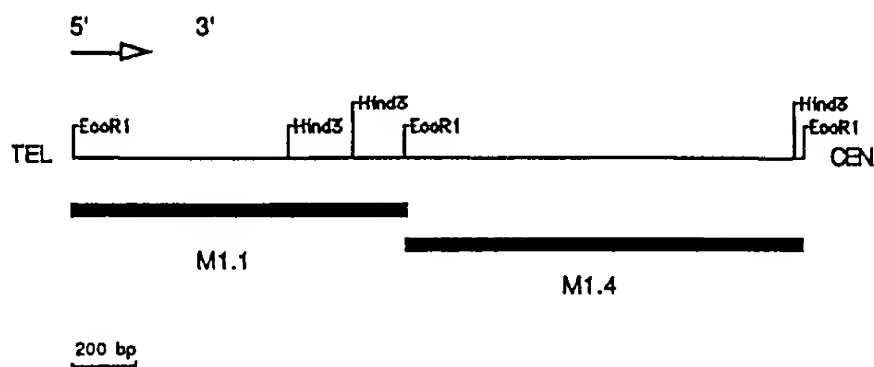 5' 3'
Hind3 Hind3
EcoR1 Hind3 EcoR1 EcoR1
TEL CEN
M1.1
M1.4
200 bp